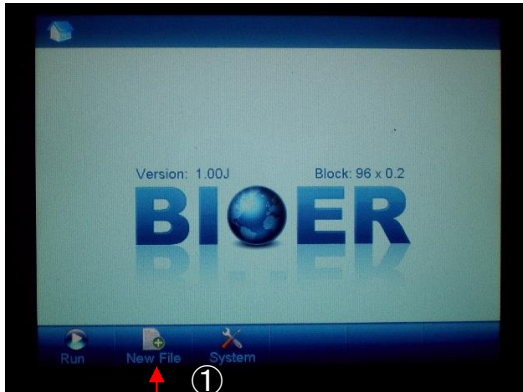 Version: 1.00J Block: 96 x 0.2
BIOER
Run New File System
①